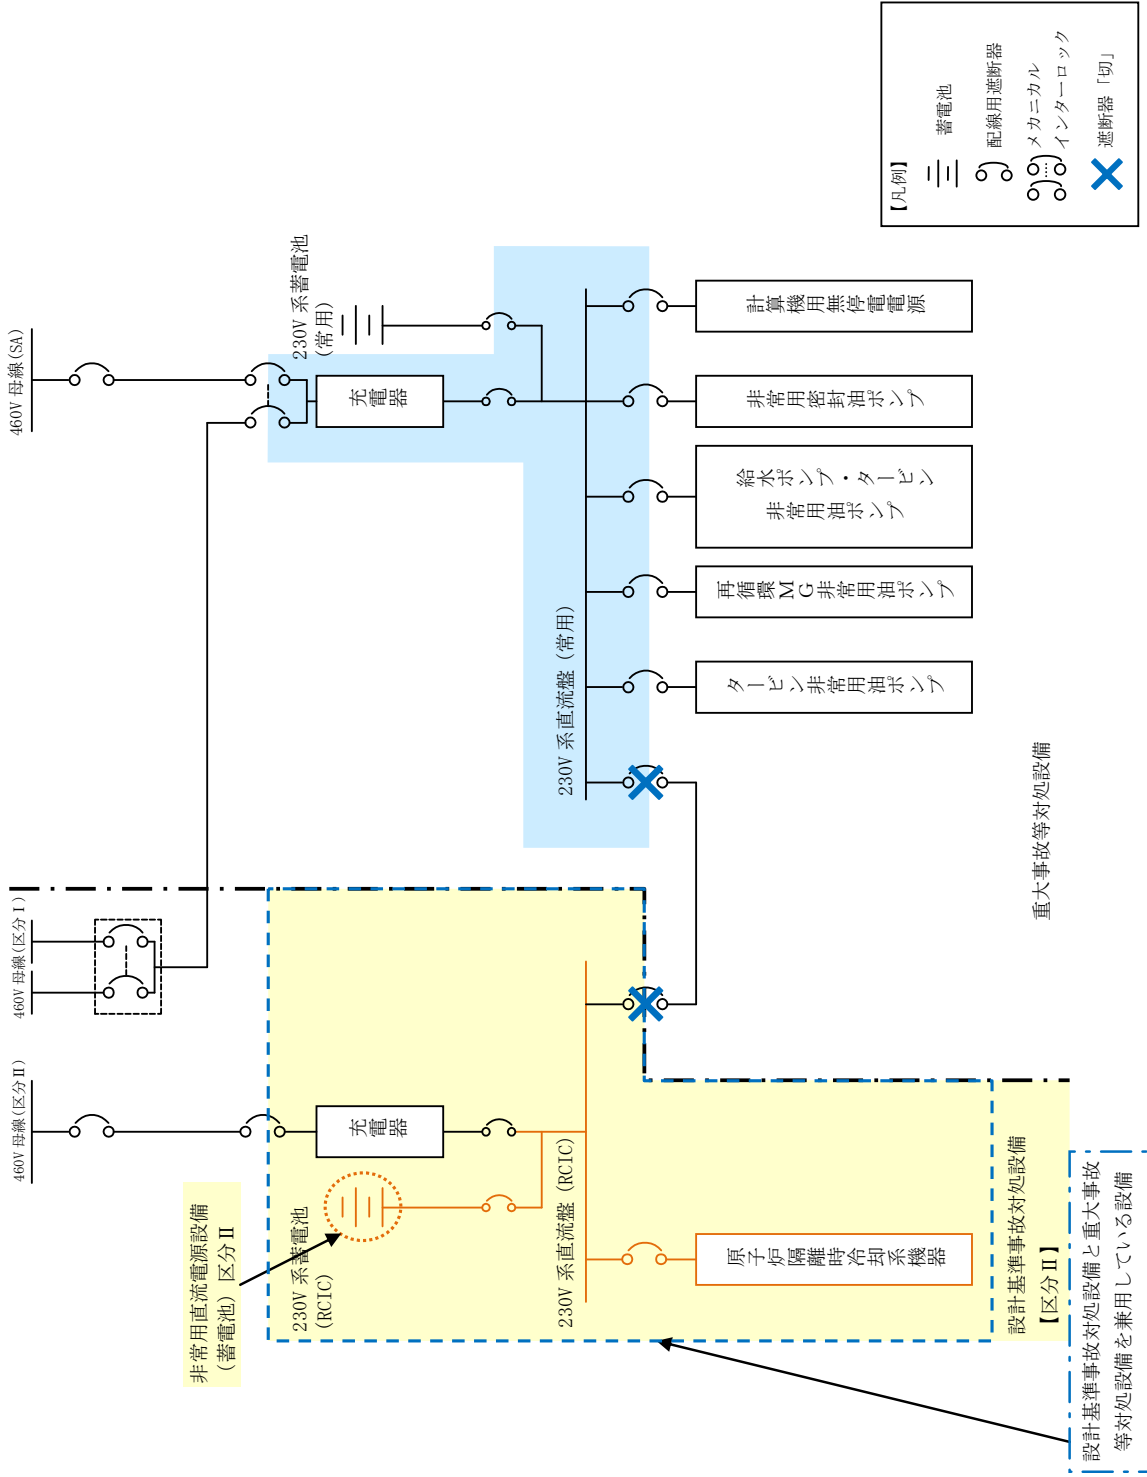 460V 母線(区分Ⅱ)
460V 母線(区分Ⅰ)
460V 母線(SA)
非常用直流電源設備
(蓄電池) 区分Ⅱ
230V 系蓄電池
(RCIC)
充電器
230V 系蓄電池
(常用)
充電器
230V 系直流盤 (RCIC)
230V 系直流盤 (常用)
原子炉隔離時冷却系機器
タービン非常用油ポンプ
再循環MG非常用油ポンプ
給水ポンプ・タービン
非常用油ポンプ
非常用密封油ポンプ
計算機用無停電電源
設計基準事故対処設備
【区分Ⅱ】
重大事故等対処設備
設計基準事故対処設備と重大事故
等対処設備を兼用している設備
【凡例】
蓄電池
配線用遮断器
メカニカル
インターロック
遮断器「切」